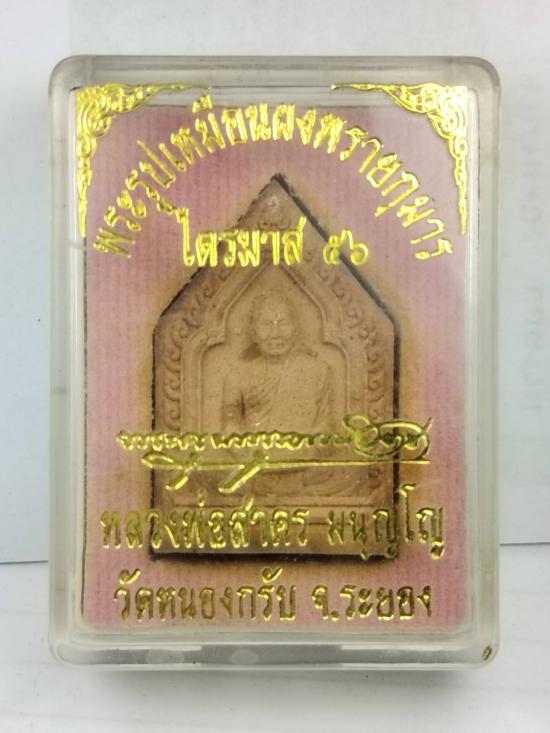 พระรูปเหมือนผงพรายกุมาร
ไตรมาส ๕๖
หลวงพ่อสาคร มนุญฺโญ
วัดหนองกรับ จ.ระยอง